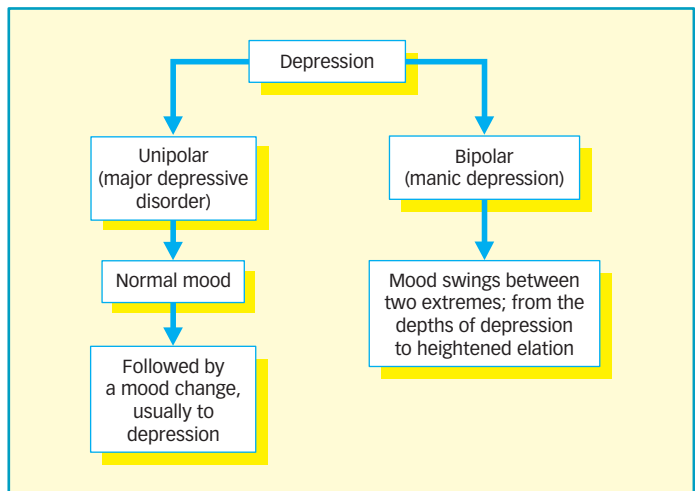 Depression
Unipolar
(major depressive
disorder)
Bipolar
(manic depression)
Normal mood
Mood swings between
two extremes; from the
depths of depression
to heightened elation
Followed by
a mood change,
usually to
depression